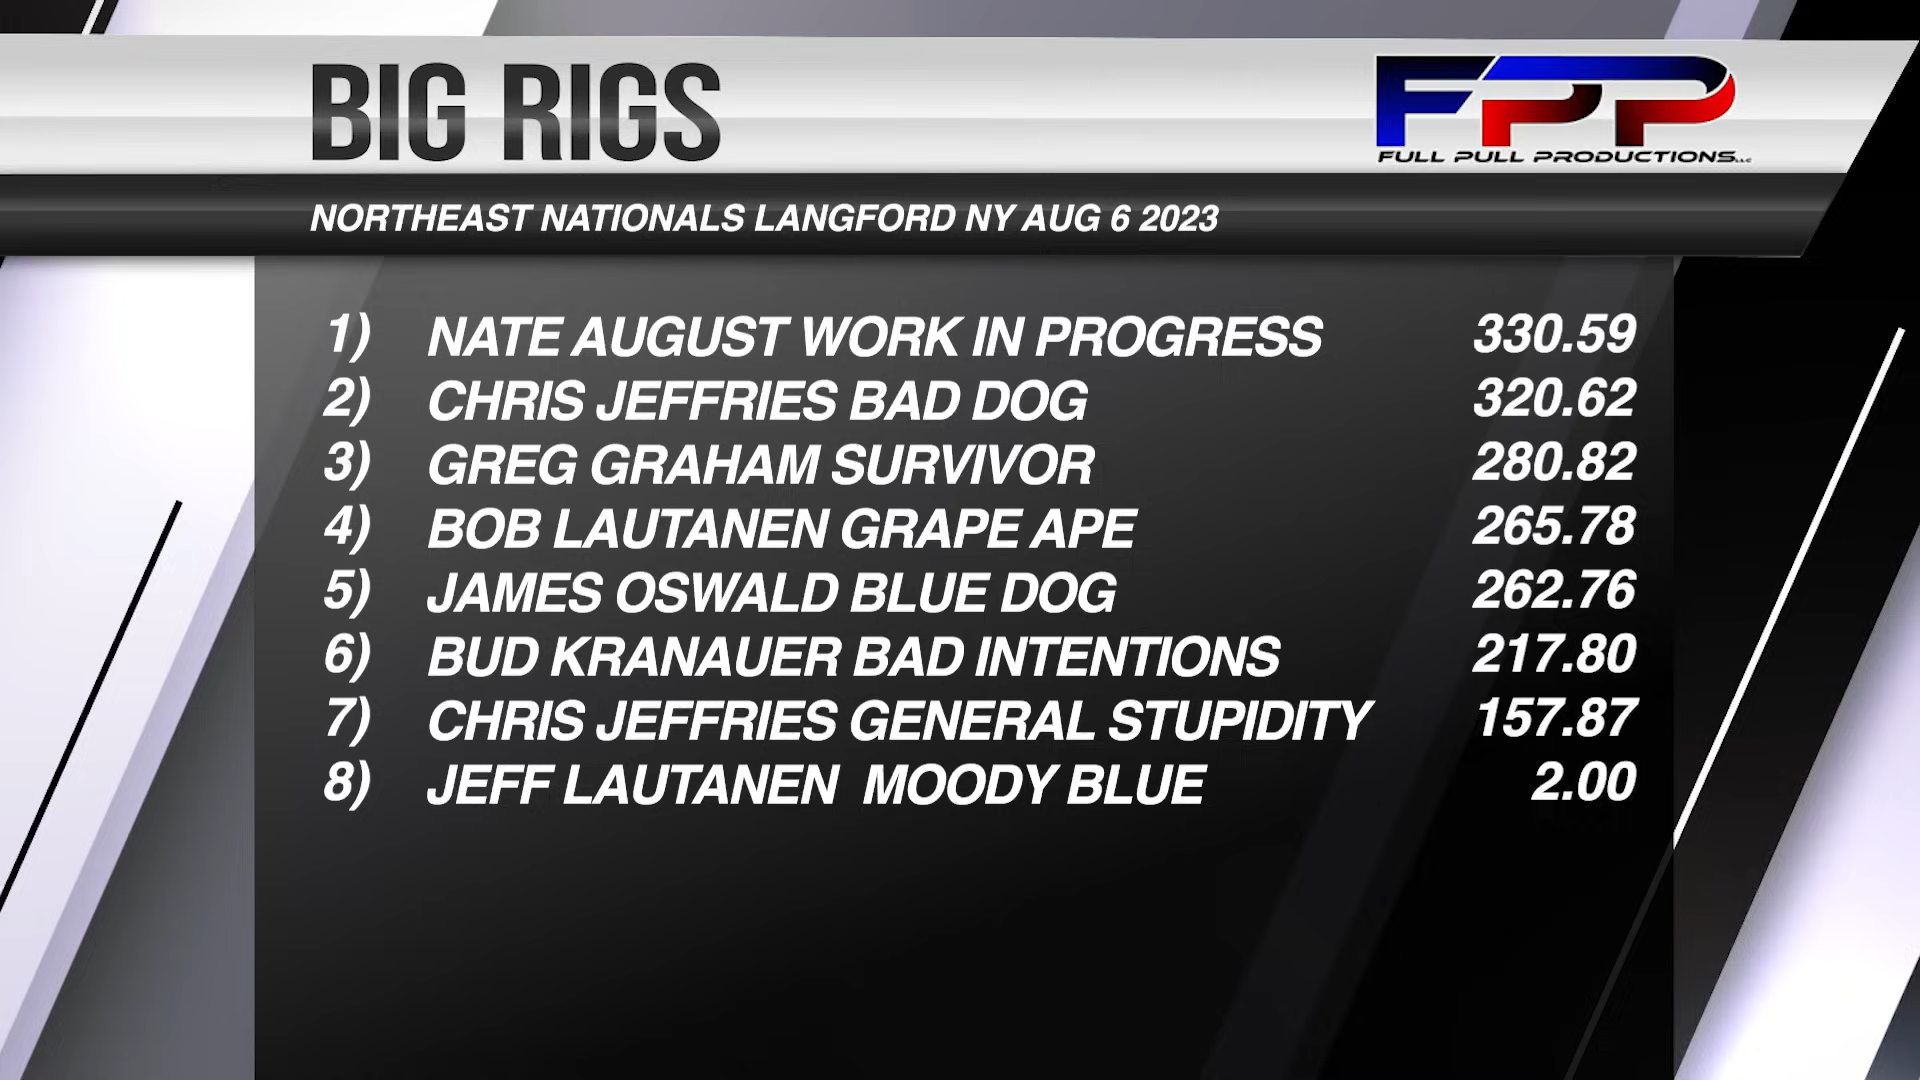 BIG RIGS
FPP
FULL PULL PRODUCTIONS LLC
NORTHEAST NATIONALS LANGFORD NY AUG 6 2023
1) NATE AUGUST WORK IN PROGRESS 330.59
2) CHRIS JEFFRIES BAD DOG 320.62
3) GREG GRAHAM SURVIVOR 280.82
4) BOB LAUTANEN GRAPE APE 265.78
5) JAMES OSWALD BLUE DOG 262.76
6) BUD KRANAUER BAD INTENTIONS 217.80
7) CHRIS JEFFRIES GENERAL STUPIDITY 157.87
8) JEFF LAUTANEN MOODY BLUE 2.00